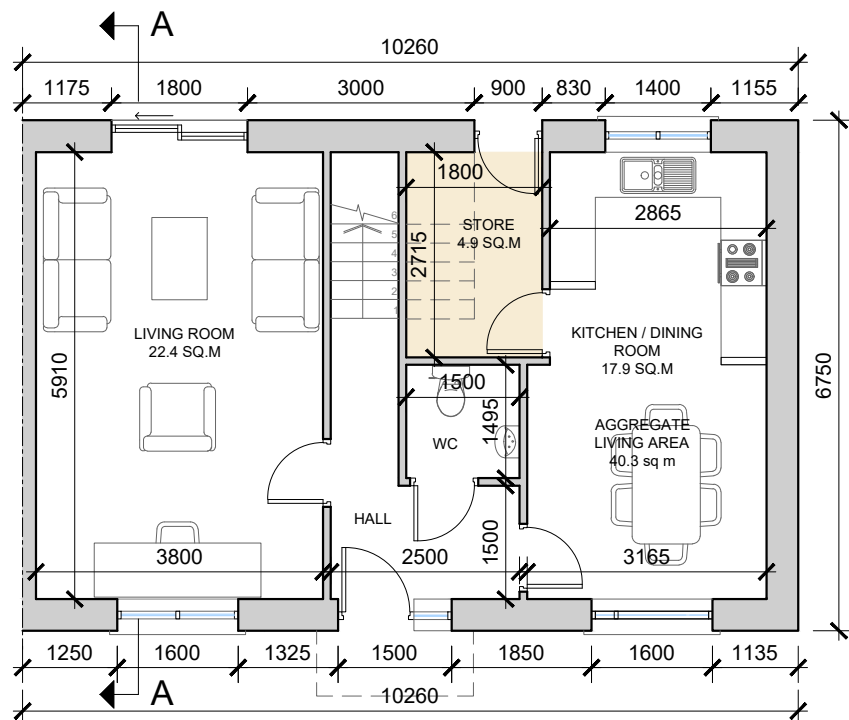 A
10260
1175 1800 3000 900 830 1400 1155
1800
2865
STORE
4.9 SQ.M
2715
6
5
4
3
2
1
LIVING ROOM
22.4 SQ.M
KITCHEN / DINING
ROOM
17.9 SQ.M
5910
6750
1500
1495
WC
AGGREGATE
LIVING AREA
40.3 sq m
HALL
1500
3800 2500 3165
1250 1600 1325 1500 1850 1600 1135
A
10260